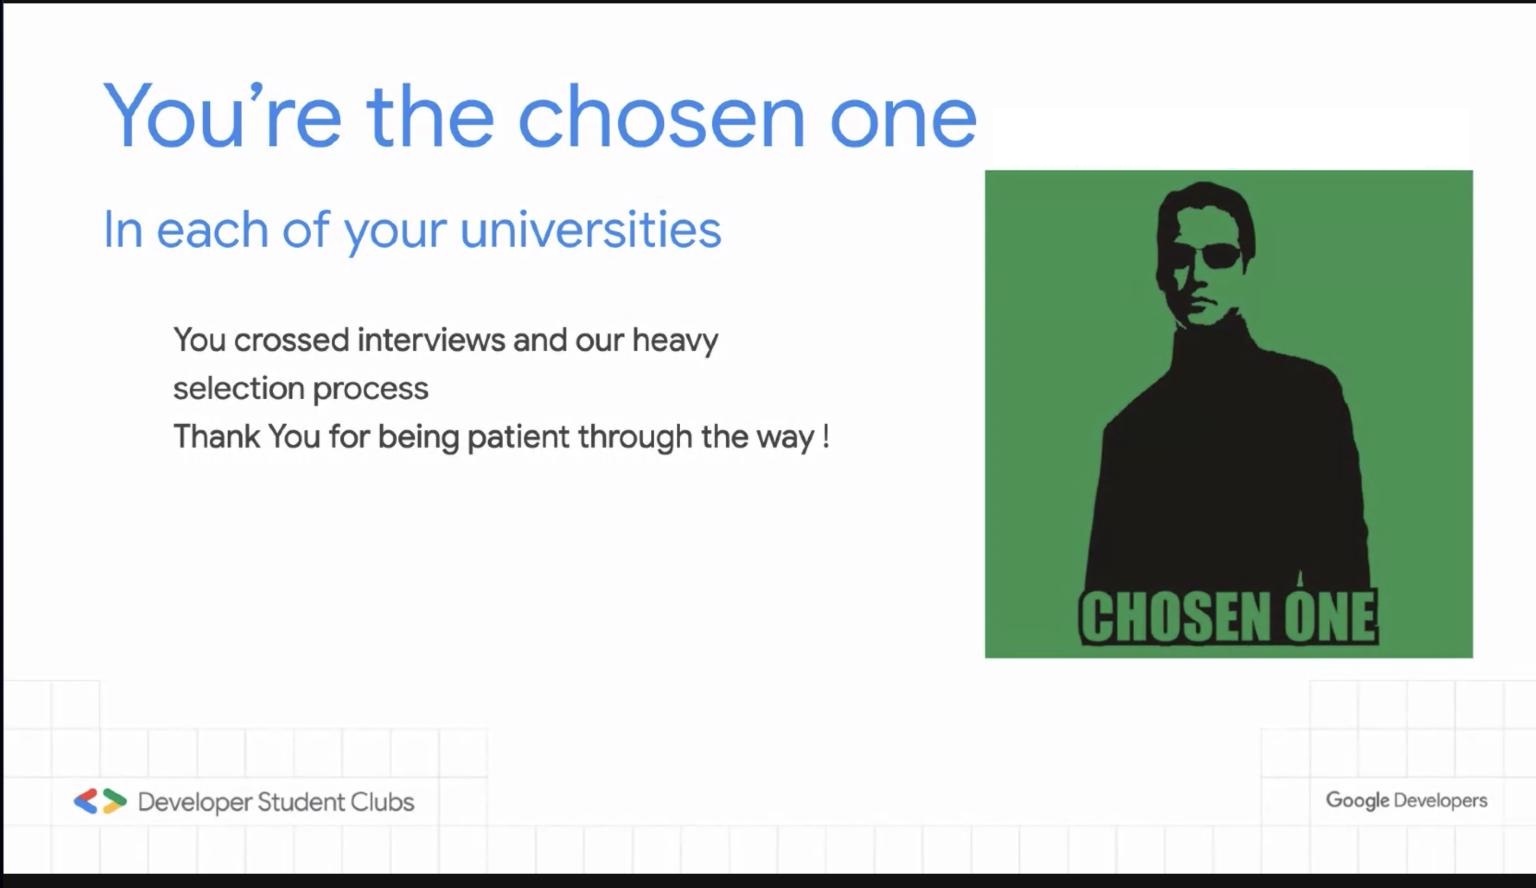 You’re the chosen one
In each of your universities
You crossed interviews and our heavy
selection process
Thank You for being patient through the way !
CHOSEN ONE
Developer Student Clubs
Google Developers